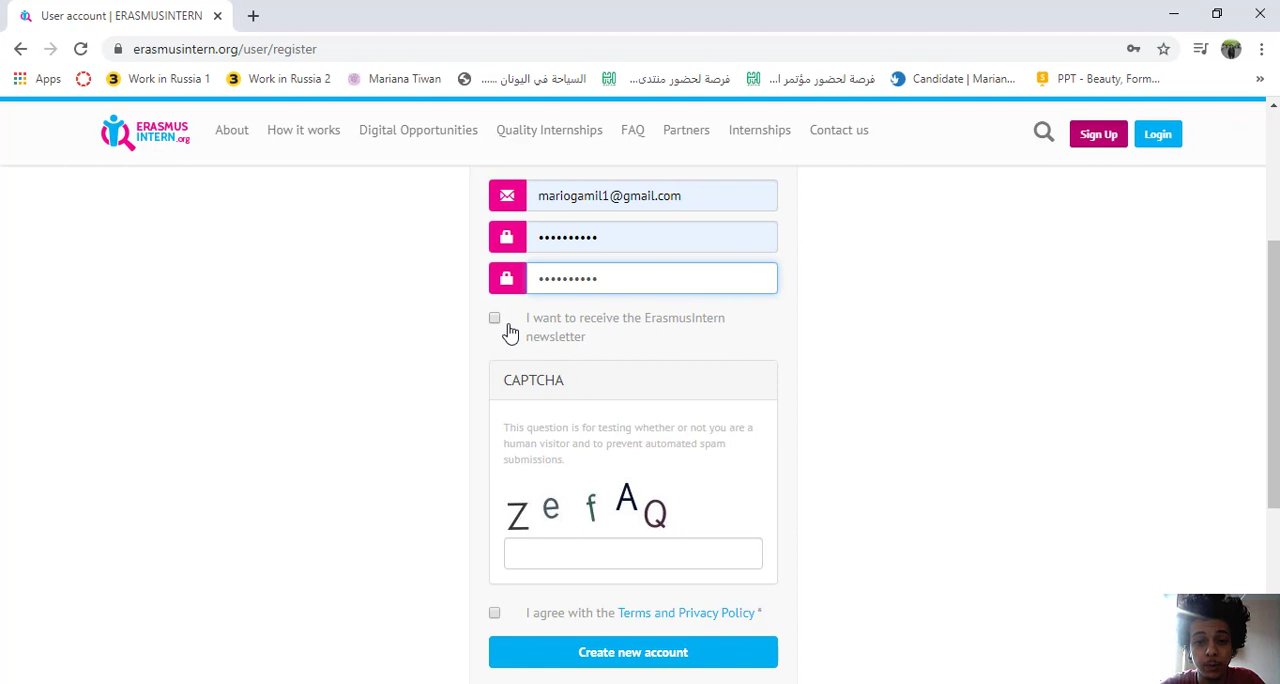 User account | ERASMUSINTERN
erasmusintern.org/user/register
Apps
Work in Russia 1
Work in Russia 2
Mariana Tiwan
السياحة في اليونان ......
فرصة لحضور منتدى...
فرصة لحضور مؤتمر ا...
Candidate | Marian...
PPT - Beauty, Form...
ERASMUS
INTERN.org
About
How it works
Digital Opportunities
Quality Internships
FAQ
Partners
Internships
Contact us
Sign Up
Login
mariogamil1@gmail.com
••••••••••
••••••••••
I want to receive the ErasmusIntern
newsletter
CAPTCHA
This question is for testing whether or not you are a
human visitor and to prevent automated spam
submissions.
Z e f A Q
I agree with the Terms and Privacy Policy *
Create new account